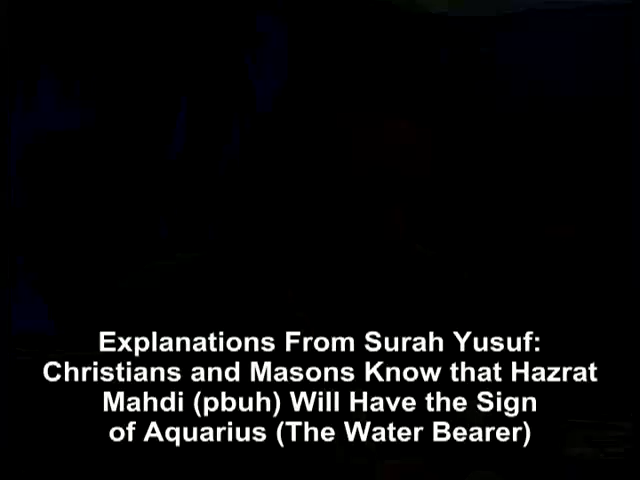 Explanations From Surah Yusuf:
Christians and Masons Know that Hazrat
Mahdi (pbuh) Will Have the Sign
of Aquarius (The Water Bearer)